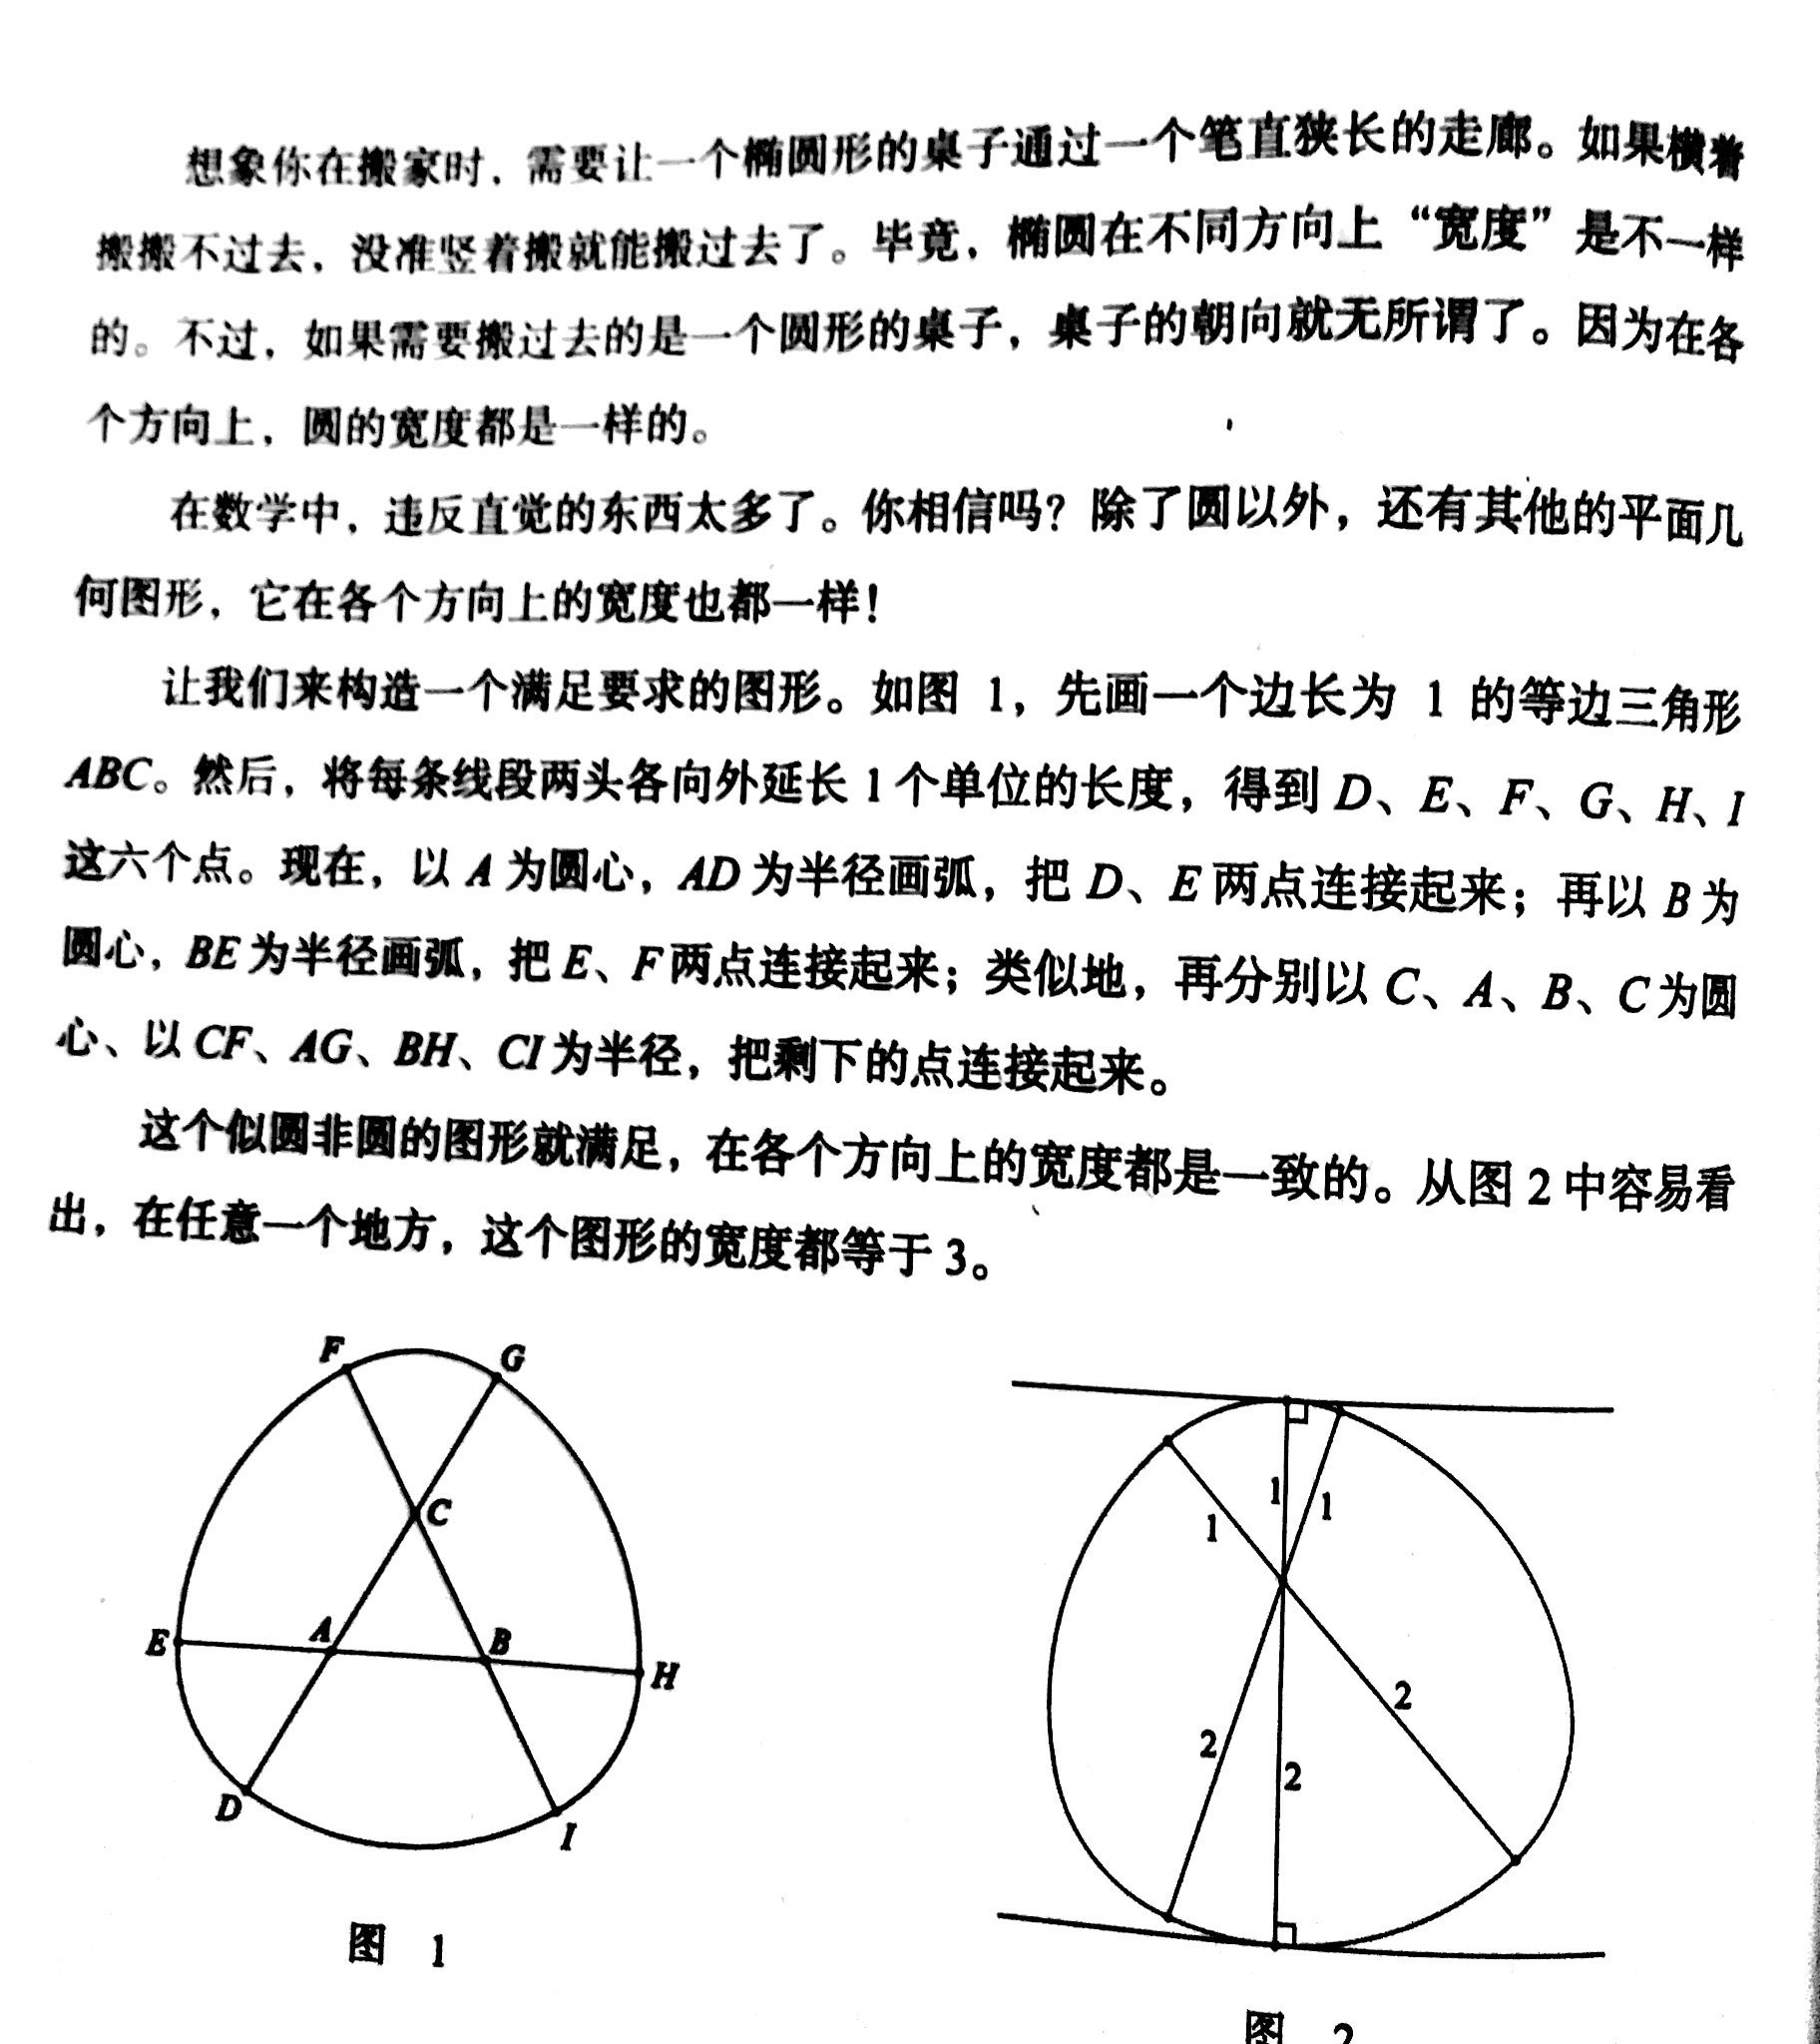 想象你在搬家时，需要让一个椭圆形的桌子通过一个笔直狭长的走廊。如果横着
搬搬不过去，没准竖着搬就能搬过去了。毕竟，椭圆在不同方向上“宽度”是不一样
的。不过，如果需要搬过去的是一个圆形的桌子，桌子的朝向就无所谓了。因为在各
个方向上，圆的宽度都是一样的。
在数学中，违反直觉的东西太多了。你相信吗？除了圆以外，还有其他的平面几
何图形，它在各个方向上的宽度也都一样！
让我们来构造一个满足要求的图形。如图 1，先画一个边长为 1 的等边三角形
ABC。然后，将每条线段两头各向外延长 1 个单位的长度，得到 D、E、F、G、H、I
这六个点。现在，以 A 为圆心，AD 为半径画弧，把 D、E 两点连接起来；再以 B 为
圆心，BE 为半径画弧，把 E、F 两点连接起来；类似地，再分别以 C、A、B、C 为圆
心、以 CF、AG、BH、CI 为半径，把剩下的点连接起来。
这个似圆非圆的图形就满足，在各个方向上的宽度都是一致的。从图 2 中容易看
出，在任意一个地方，这个图形的宽度都等于 3。
F
G
C
E
A
B
H
D
I
图 1
1
1
1
2
2
2
图 2